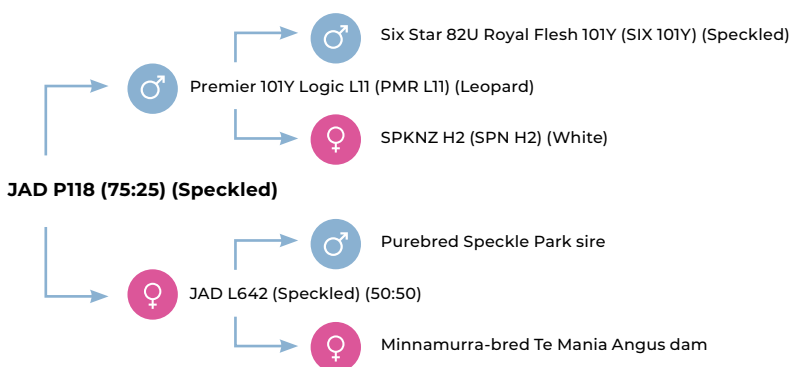 Six Star 82U Royal Flesh 101Y (SIX 101Y) (Speckled)
Premier 101Y Logic L11 (PMR L11) (Leopard)
SPKNZ H2 (SPN H2) (White)
JAD P118 (75:25) (Speckled)
Purebred Speckle Park sire
JAD L642 (Speckled) (50:50)
Minnamurra-bred Te Mania Angus dam